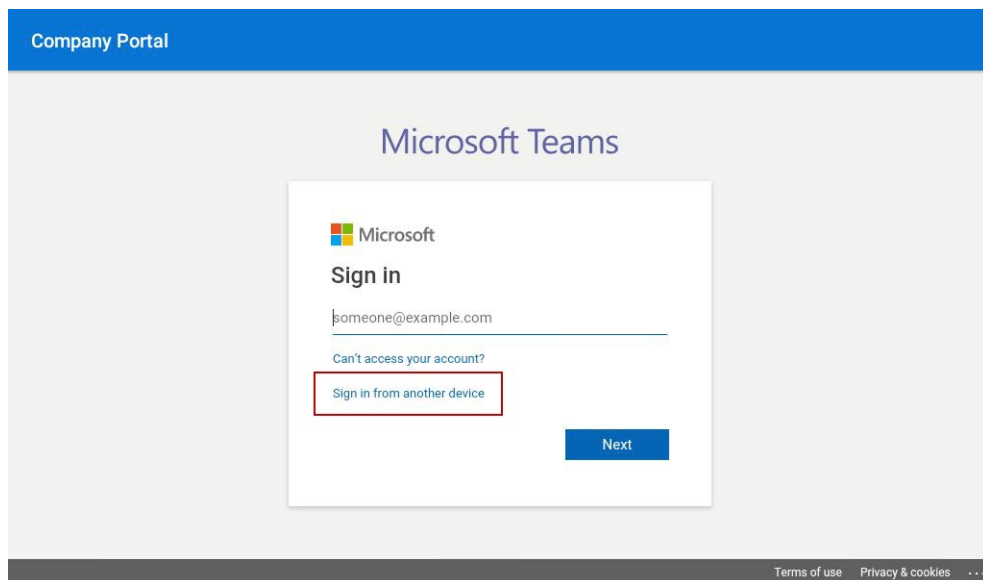 Company Portal
Microsoft Teams
Microsoft
Sign in
someone@example.com
Can't access your account?
Sign in from another device
Next
Terms of use Privacy & cookies ...